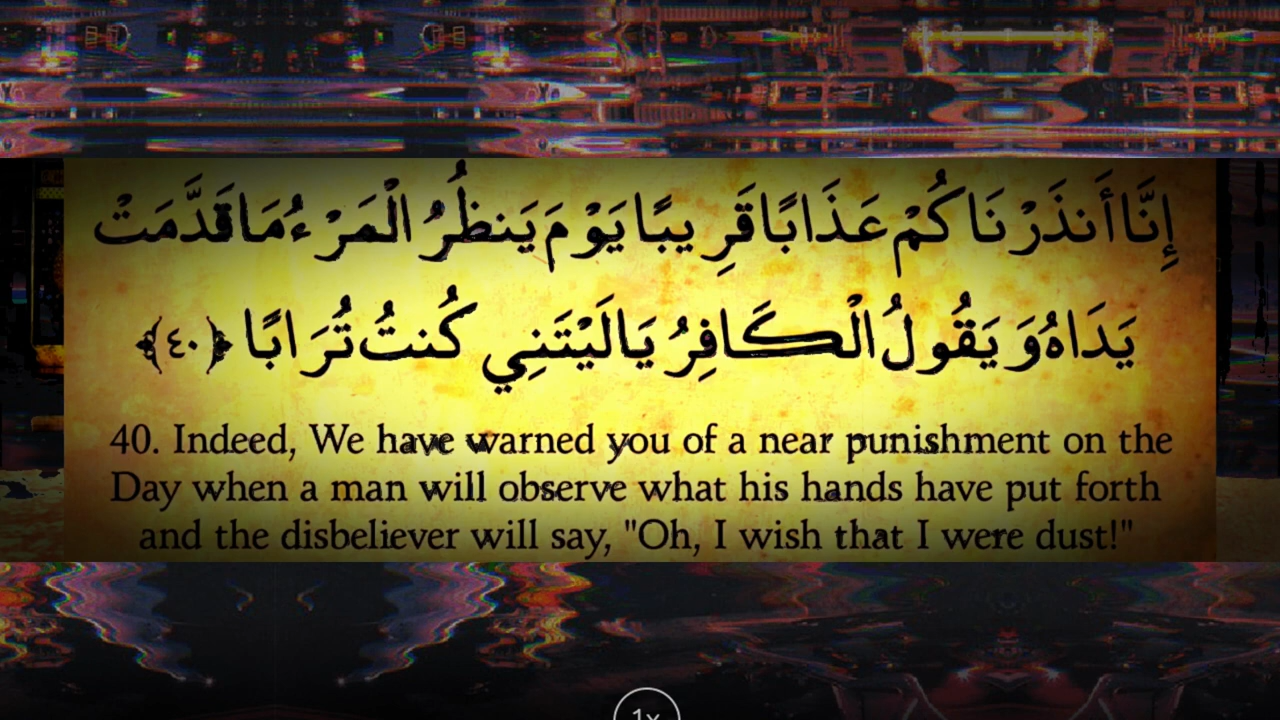 إِنَّا أَنذَرْنَاكُمْ عَذَابًا قَرِيبًا يَوْمَ يَنظُرُ الْمَرْءُ مَا قَدَّمَتْ
يَدَاهُ وَيَقُولُ الْكَافِرُ يَا لَيْتَنِي كُنتُ تُرَابًا ﴿٤٠﴾
40. Indeed, We have warned you of a near punishment on the
Day when a man will observe what his hands have put forth
and the disbeliever will say, "Oh, I wish that I were dust!"
1x